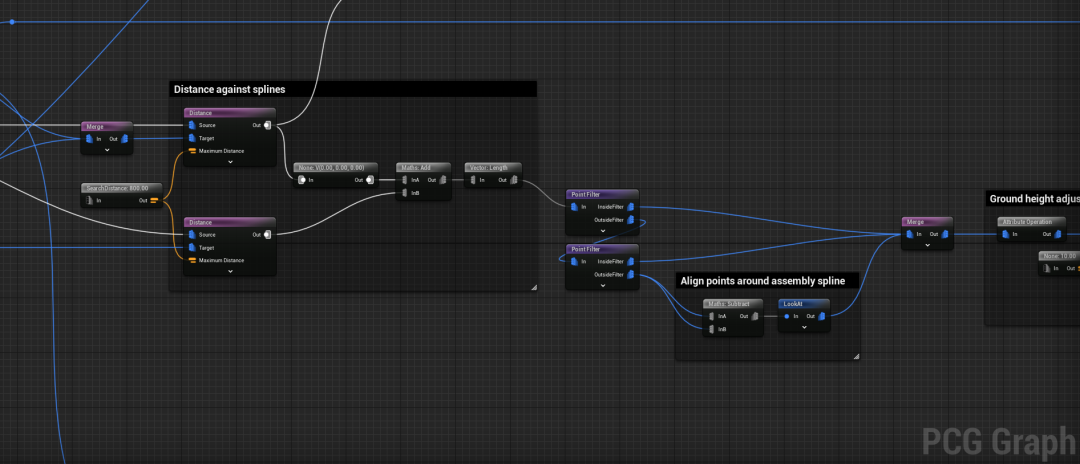 Distance against splines
Distance
Source Out
Target
Maximum Distance
Merge
In Out
None: V(0.00, 0.00, 0.00)
In Out
Maths: Add
InA Out
InB
Vector: Length
In Out
SearchDistance: 800.00
In Out
Distance
Source Out
Target
Maximum Distance
Point Filter
In InsideFilter
OutsideFilter
Point Filter
In InsideFilter
OutsideFilter
Align points around assembly spline
Maths: Subtract
InA Out
InB
LookAt
In Out
Merge
In Out
Ground height adjus
Attribute Operation
In Out
None: 10.00
In Out
PCG Graph